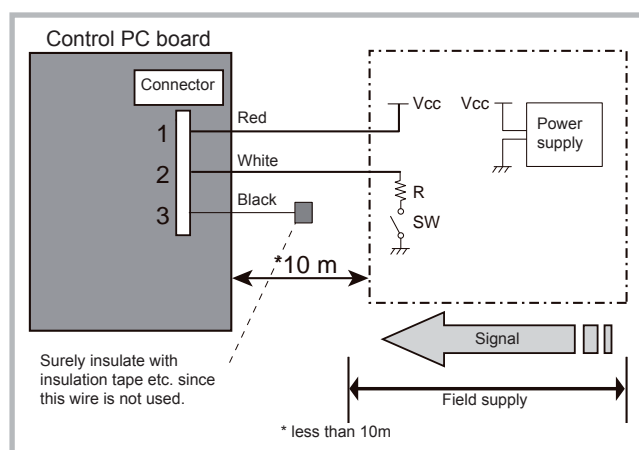 Control PC board
Connector
1
2
3
Red
White
Black
Vcc
Vcc
Power
supply
R
SW
*10 m
Signal
Surely insulate with
insulation tape etc. since
this wire is not used.
Field supply
* less than 10m